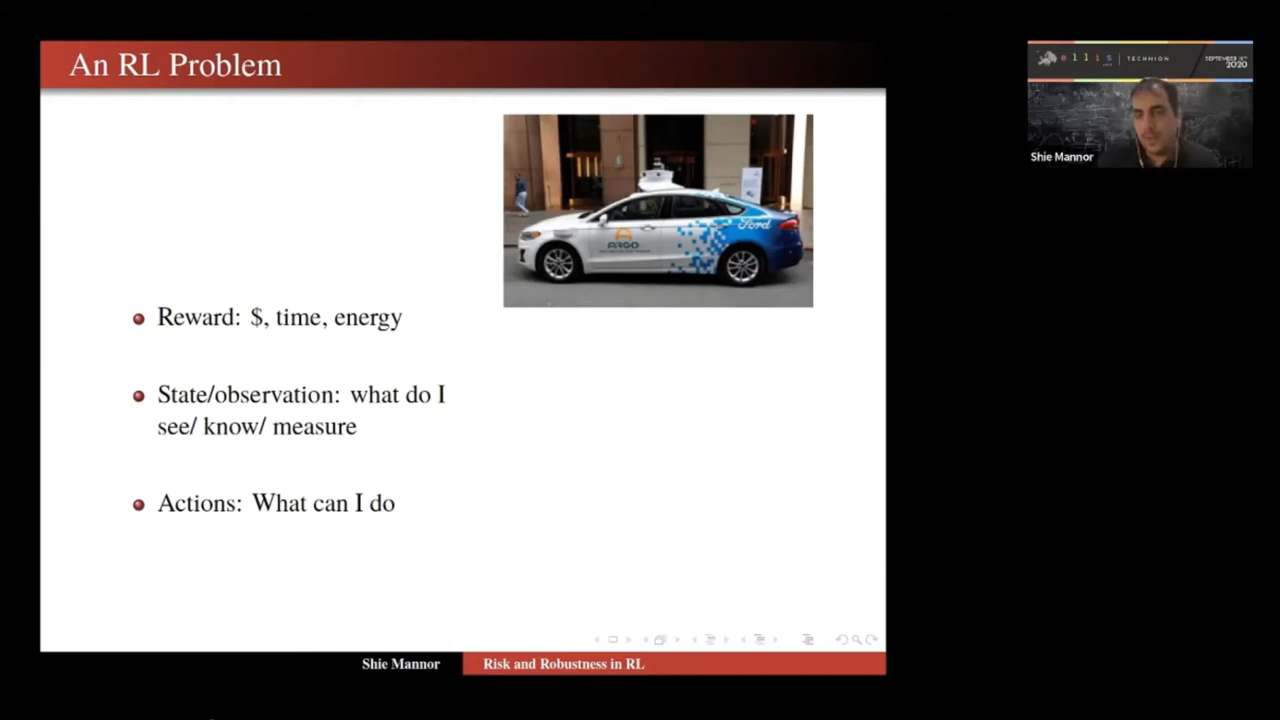 An RL Problem
ARGO
Ford
Reward: $, time, energy
State/observation: what do I
see/ know/ measure
Actions: What can I do
Shie Mannor
Risk and Robustness in RL
ellis
TECHNION
2020
Shie Mannor